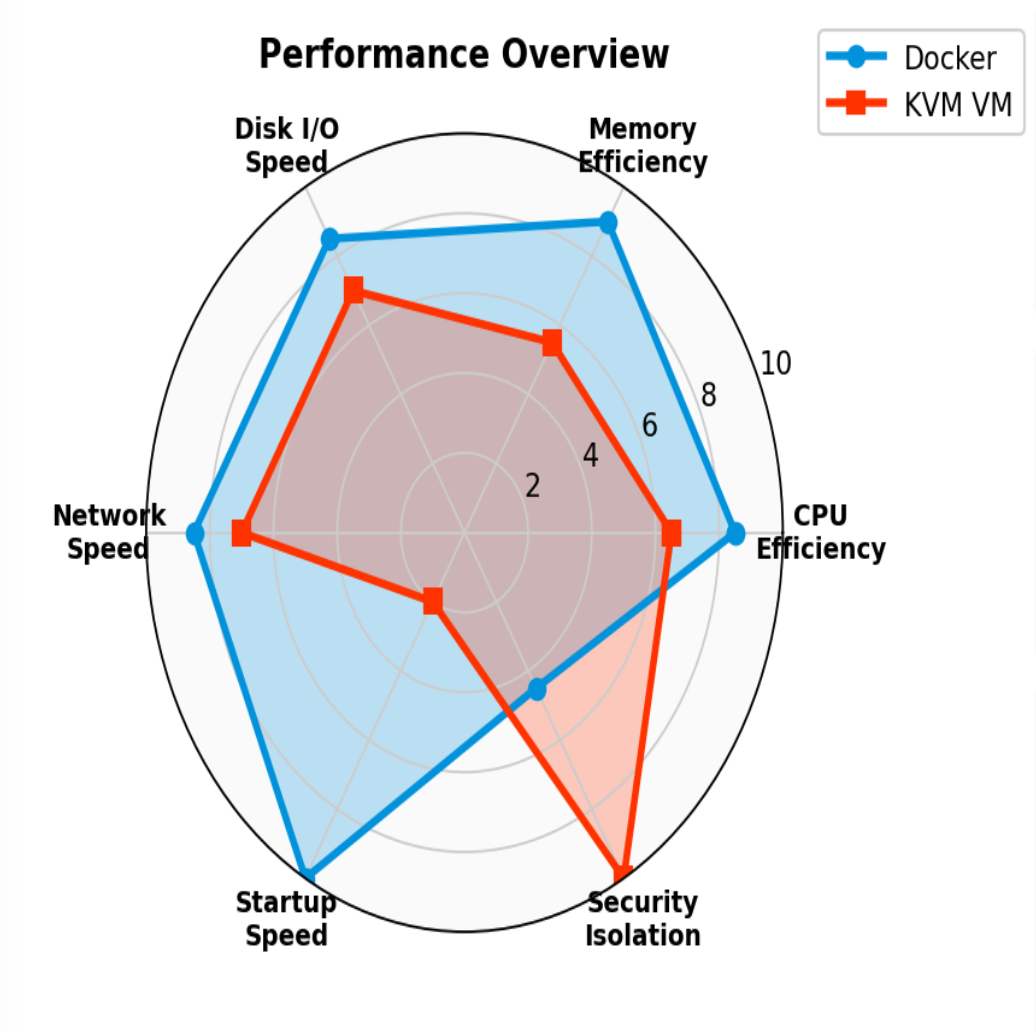 Performance Overview
Docker
KVM VM
Disk I/O
Speed
Memory
Efficiency
10
8
6
4
2
Network
Speed
CPU
Efficiency
Startup
Speed
Security
Isolation